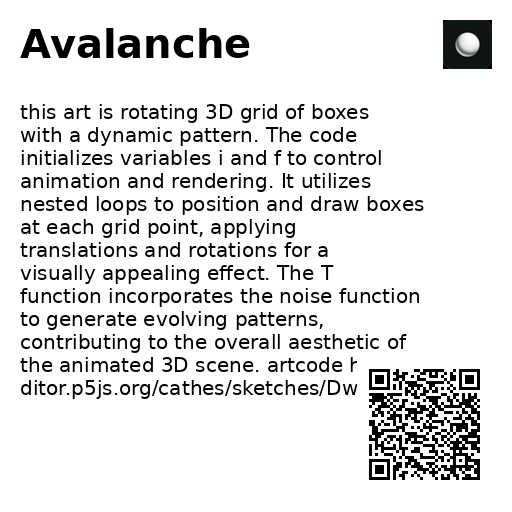 Avalanche
this art is rotating 3D grid of boxes
with a dynamic pattern. The code
initializes variables i and f to control
animation and rendering. It utilizes
nested loops to position and draw boxes
at each grid point, applying
translations and rotations for a
visually appealing effect. The T
function incorporates the noise function
to generate evolving patterns,
contributing to the overall aesthetic of
the animated 3D scene. artcode h
ditor.p5js.org/cathes/sketches/Dw